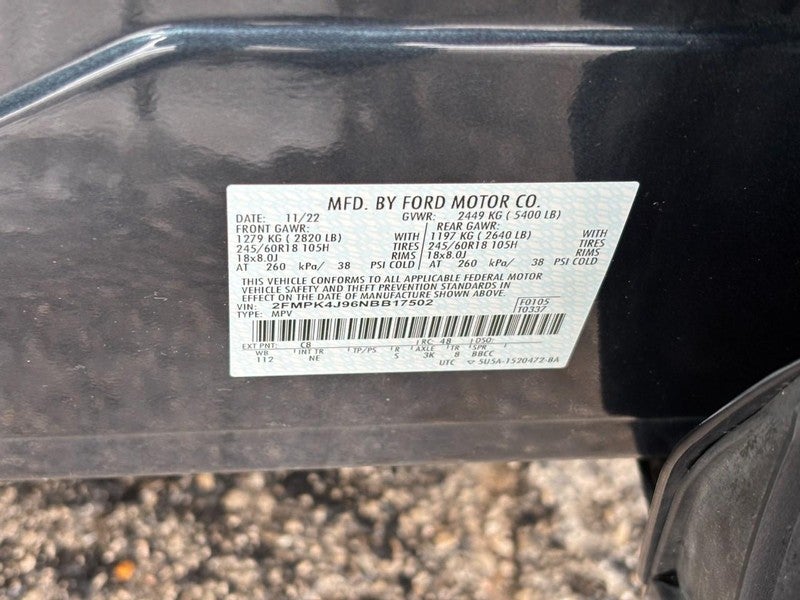 MFD. BY FORD MOTOR CO.
DATE: 11/22 GVWR: 2449 KG ( 5400 LB)
FRONT GAWR: REAR GAWR:
1279 KG ( 2820 LB) WITH 1197 KG ( 2640 LB) WITH
245/60R18 105H TIRES 245/60R18 105H TIRES
18x8.0J RIMS 18x8.0J RIMS
AT 260 kPa/ 38 PSI COLD AT 260 kPa/ 38 PSI COLD
THIS VEHICLE CONFORMS TO ALL APPLICABLE FEDERAL MOTOR
VEHICLE SAFETY AND THEFT PREVENTION STANDARDS IN
EFFECT ON THE DATE OF MANUFACTURE SHOWN ABOVE.
VIN: 2FMPK4J96NBB17502 F0105
TYPE: MPV 10337
EXT PNT: C8 RC: 48 DSO:
WB INT TR TP/PS R AXLE TR SPR
112 NE S 3K 8 BBCC
UTC ▽ 5U5A-1520472-BA